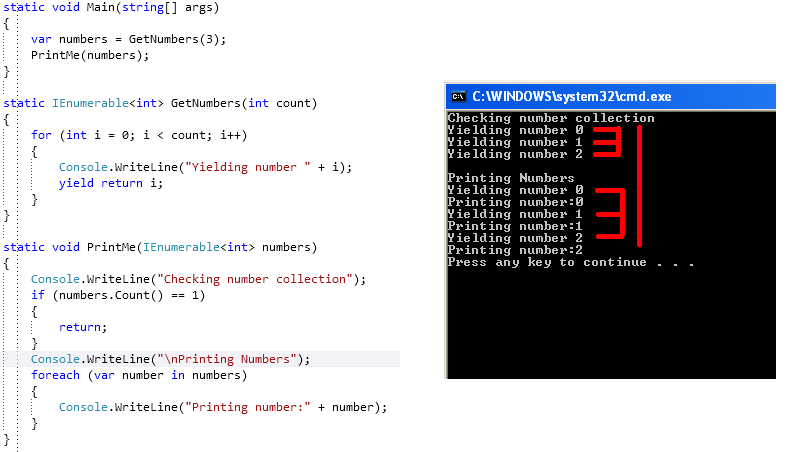 static void Main(string[] args)
{
var numbers = GetNumbers(3);
PrintMe(numbers);
}
static IEnumerable<int> GetNumbers(int count)
{
for (int i = 0; i < count; i++)
{
Console.WriteLine("Yielding number " + i);
yield return i;
}
}
static void PrintMe(IEnumerable<int> numbers)
{
Console.WriteLine("Checking number collection");
if (numbers.Count() == 1)
{
return;
}
Console.WriteLine("\nPrinting Numbers");
foreach (var number in numbers)
{
Console.WriteLine("Printing number:" + number);
}
}
C:\WINDOWS\system32\cmd.exe
Checking number collection
Yielding number 0
Yielding number 1
Yielding number 2
Printing Numbers
Yielding number 0
Printing number:0
Yielding number 1
Printing number:1
Yielding number 2
Printing number:2
Press any key to continue . . .